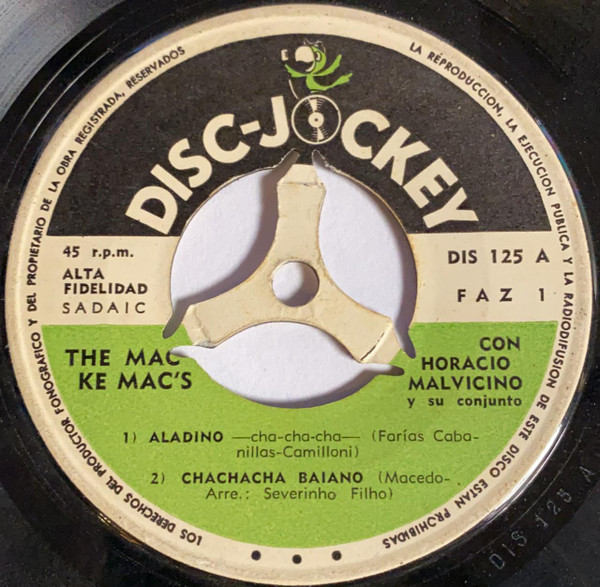 DISC-JOCKEY
LOS DERECHOS DEL PRODUCTOR FONOGRAFICO Y DEL PROPIETARIO DE LA OBRA REGISTRADA, RESERVADOS
LA REPRODUCCION, LA EJECUCION PUBLICA Y LA RADIODIFUSION DE ESTE DISCO ESTAN PROHIBIDAS
45 r.p.m.
ALTA
FIDELIDAD
SADAIC
DIS 125 A
FAZ 1
THE MAC
KE MAC'S
CON
HORACIO
MALVICINO
y su conjunto
1) ALADINO —cha-cha-cha— (Farías Caba-
nillas-Camilloni)
2) CHACHACHA BAIANO (Macedo-
Arre.: Severinho Filho)
DIS 125 A